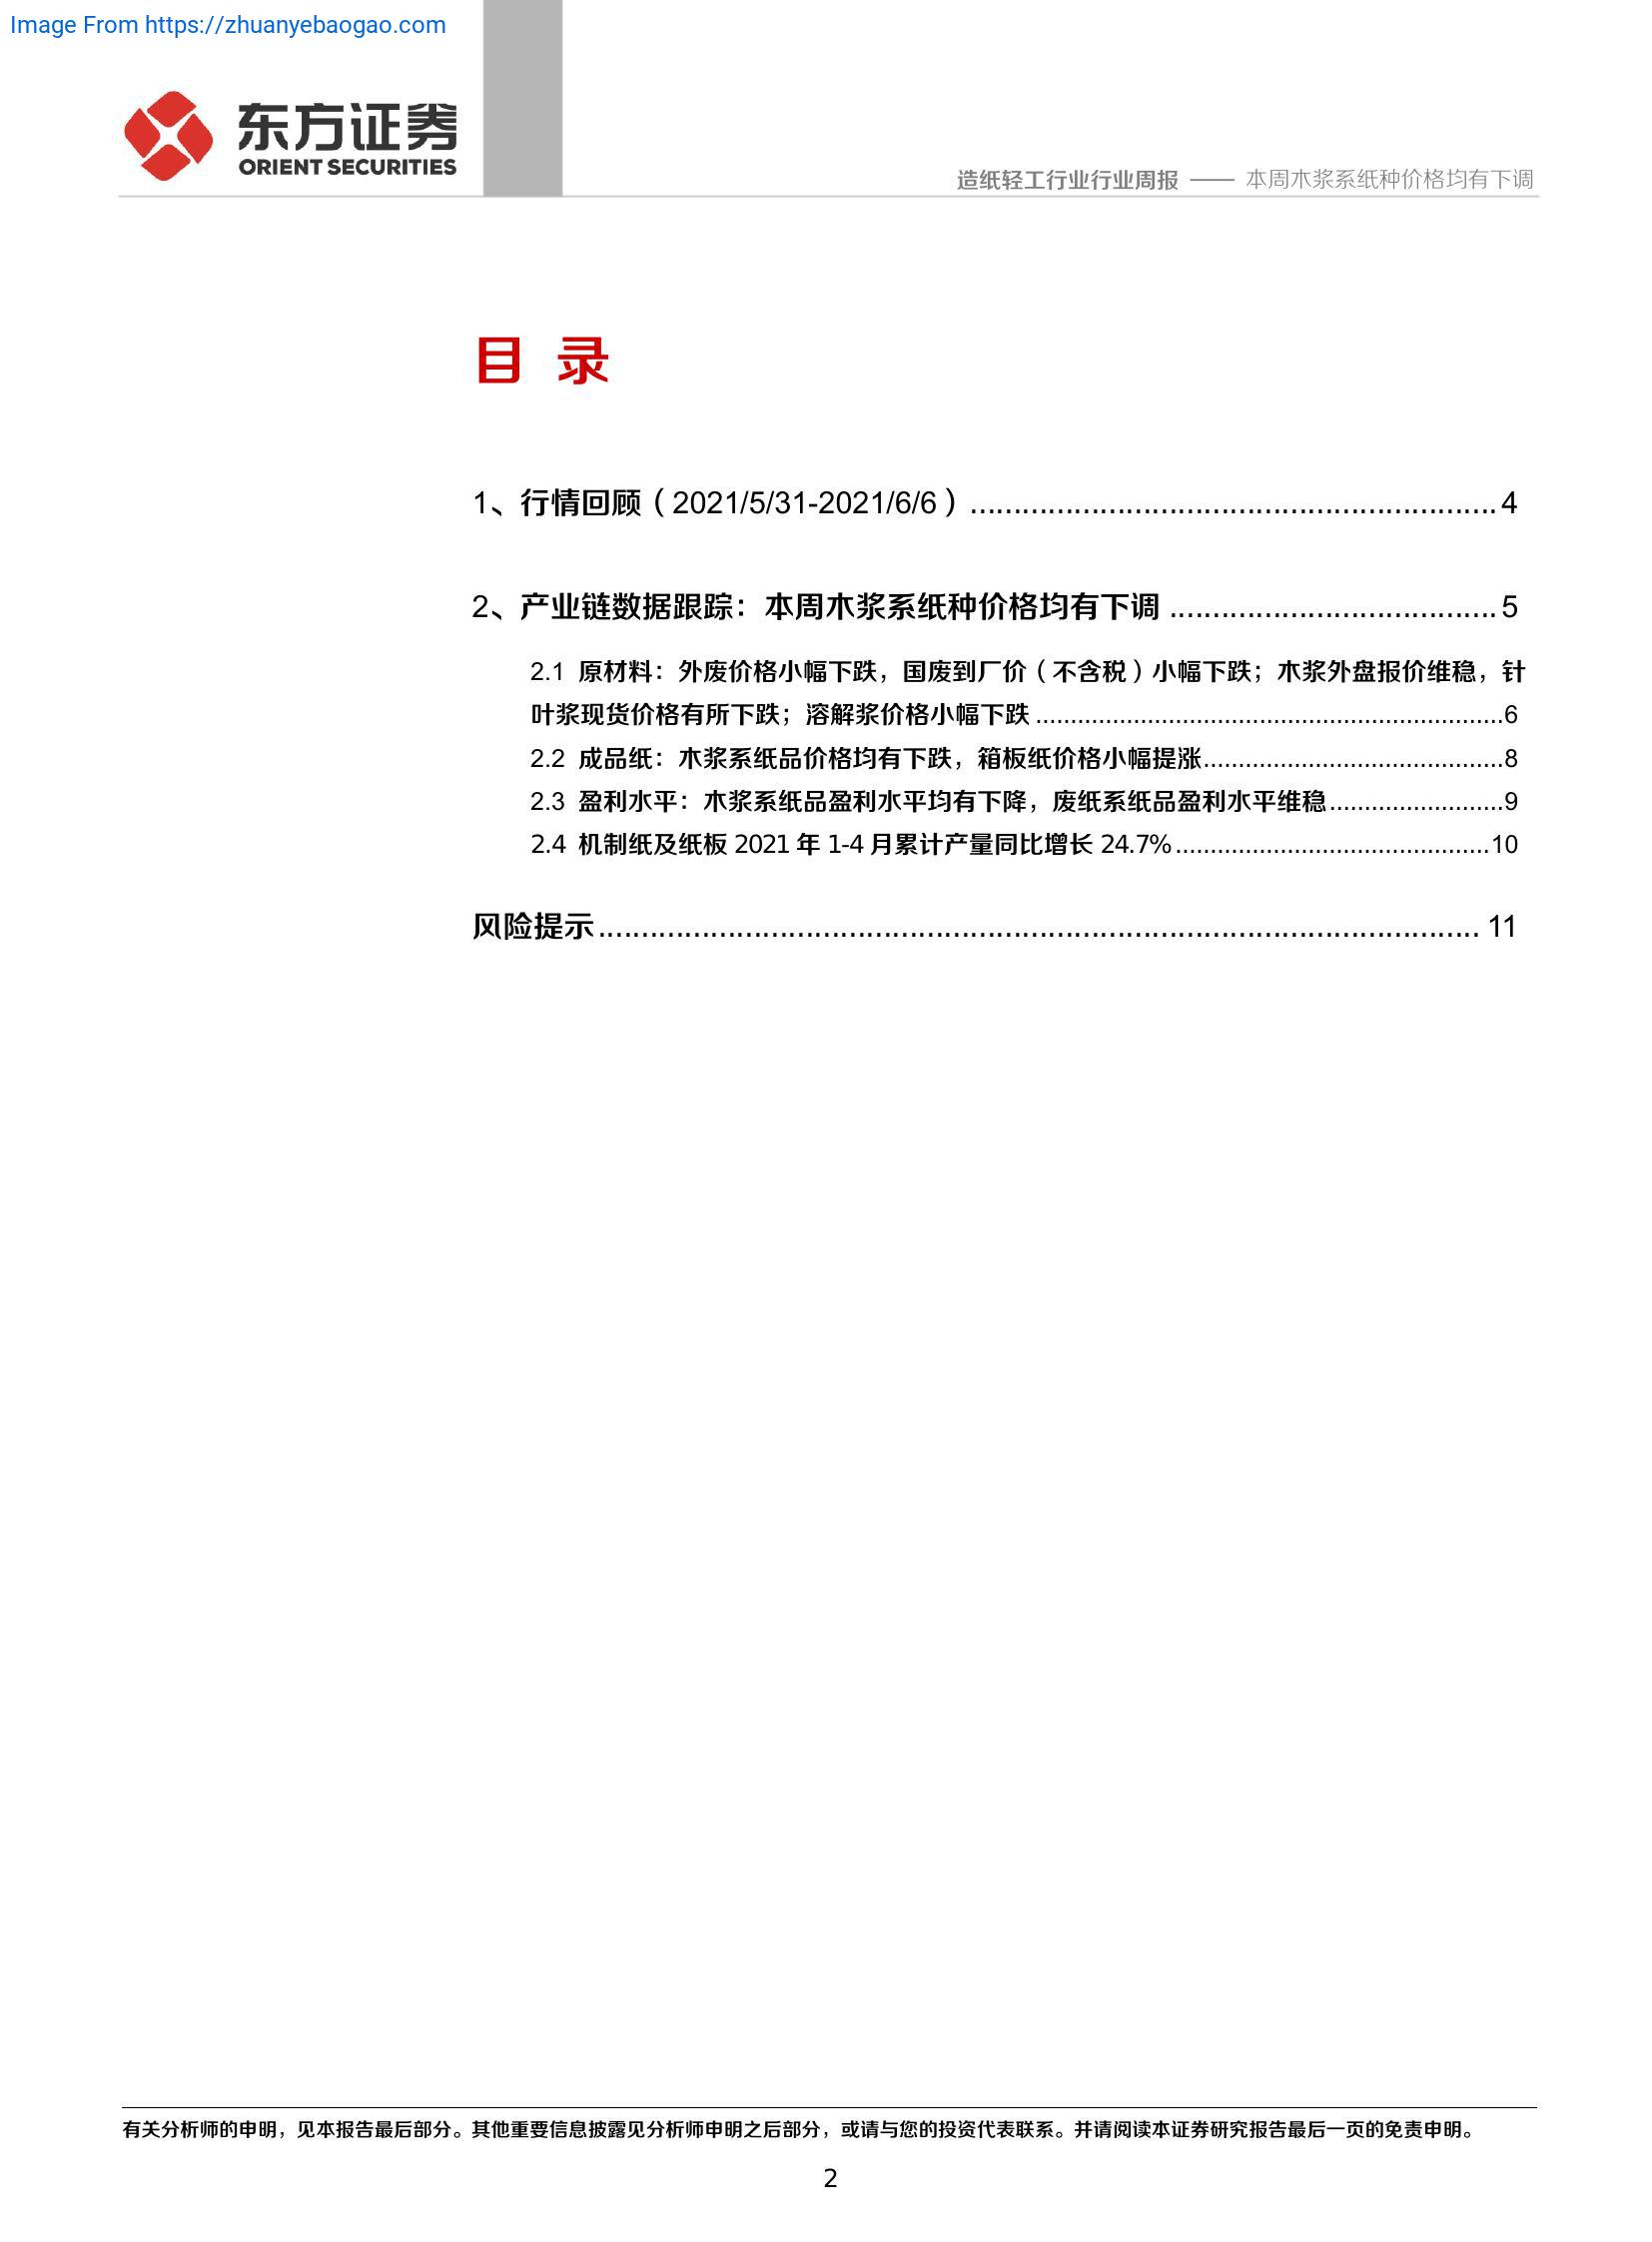 Image From https://zhuanyebaogao.com
东方证券
ORIENT SECURITIES
造纸轻工行业行业周报 —— 本周木浆系纸种价格均有下调
目 录
1、行情回顾（2021/5/31-2021/6/6）............................................................4
2、产业链数据跟踪：本周木浆系纸种价格均有下调 ......................................5
2.1 原材料：外废价格小幅下跌，国废到厂价（不含税）小幅下跌；木浆外盘报价维稳，针
叶浆现货价格有所下跌；溶解浆价格小幅下跌 ...................................................................6
2.2 成品纸：木浆系纸品价格均有下跌，箱板纸价格小幅提涨...........................................8
2.3 盈利水平：木浆系纸品盈利水平均有下降，废纸系纸品盈利水平维稳.........................9
2.4 机制纸及纸板 2021 年 1-4 月累计产量同比增长 24.7%.............................................10
风险提示..................................................................................................... 11
有关分析师的申明，见本报告最后部分。其他重要信息披露见分析师申明之后部分，或请与您的投资代表联系。并请阅读本证券研究报告最后一页的免责申明。
2